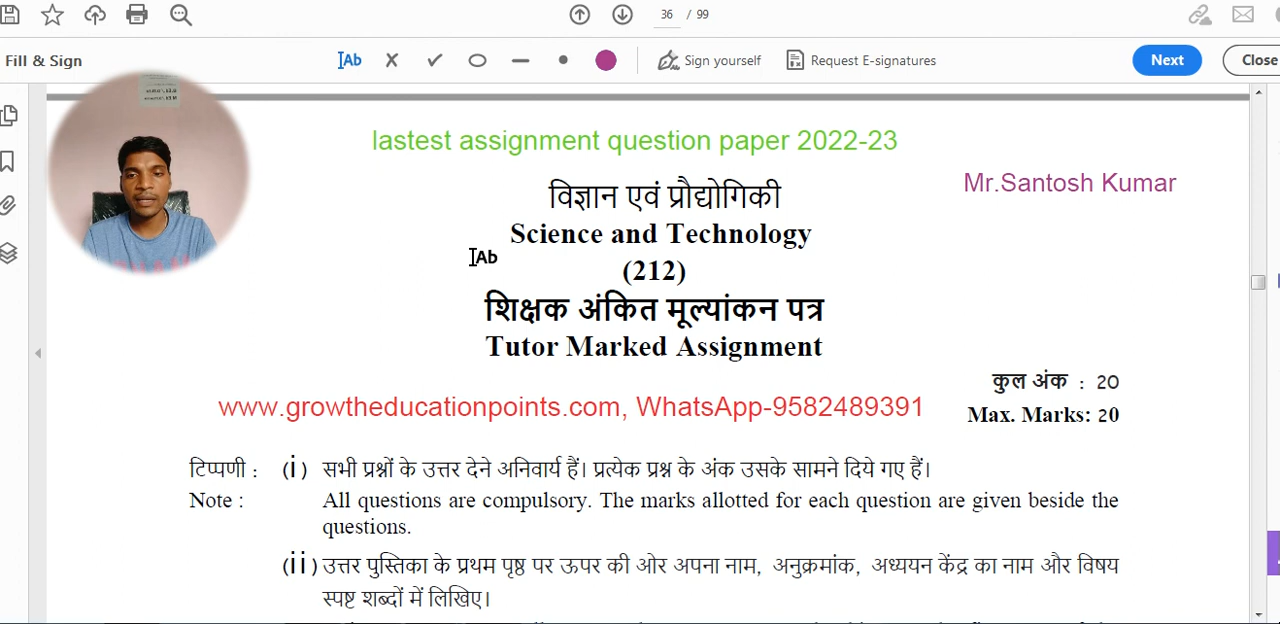 36 / 99
Fill & Sign
Ab
Sign yourself
Request E-signatures
Next
Close
lastest assignment question paper 2022-23
Mr.Santosh Kumar
विज्ञान एवं प्रौद्योगिकी
Science and Technology
Ab
(212)
शिक्षक अंकित मूल्यांकन पत्र
Tutor Marked Assignment
कुल अंक : 20
www.growtheducationpoints.com, WhatsApp-9582489391
Max. Marks: 20
टिप्पणी : (i) सभी प्रश्नों के उत्तर देने अनिवार्य हैं। प्रत्येक प्रश्न के अंक उसके सामने दिये गए हैं।
Note : All questions are compulsory. The marks allotted for each question are given beside the
questions.
(ii) उत्तर पुस्तिका के प्रथम पृष्ठ पर ऊपर की ओर अपना नाम, अनुक्रमांक, अध्ययन केंद्र का नाम और विषय
स्पष्ट शब्दों में लिखिए।